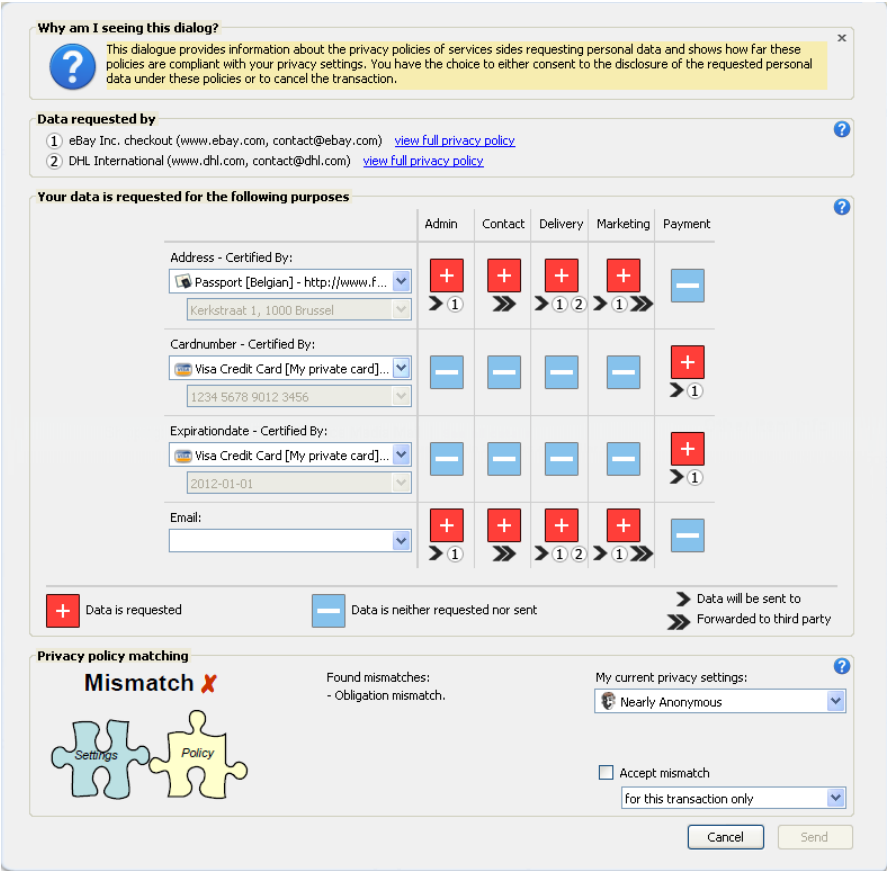 Why am I seeing this dialog?
This dialogue provides information about the privacy policies of services sides requesting personal data and shows how far these
policies are compliant with your privacy settings. You have the choice to either consent to the disclosure of the requested personal
data under these policies or to cancel the transaction.
Data requested by
1 eBay Inc. checkout (www.ebay.com, contact@ebay.com) view full privacy policy
2 DHL International (www.dhl.com, contact@dhl.com) view full privacy policy
Your data is requested for the following purposes
Admin Contact Delivery Marketing Payment
Address - Certified By:
Passport [Belgian] - http://www.f...
Kerkstraat 1, 1000 Brussel
1 1 2 1
Cardnumber - Certified By:
Visa Credit Card [My private card]...
1234 5678 9012 3456
1
Expirationdate - Certified By:
Visa Credit Card [My private card]...
2012-01-01
1
Email:
1 1 2 1
Data is requested
Data is neither requested nor sent
Data will be sent to
Forwarded to third party
Privacy policy matching
Mismatch ✗
Settings
Policy
Found mismatches:
- Obligation mismatch.
My current privacy settings:
Nearly Anonymous
Accept mismatch
for this transaction only
Cancel Send